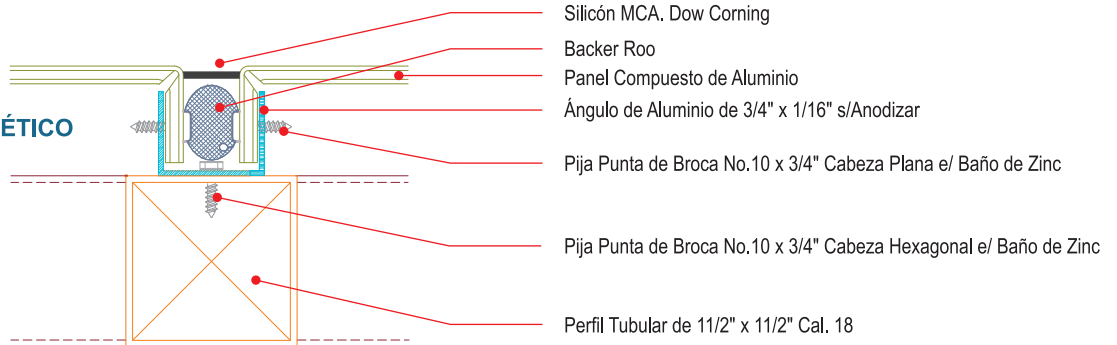 Silicón MCA. Dow Corning
Backer Roo
Panel Compuesto de Aluminio
Ángulo de Aluminio de 3/4" x 1/16" s/Anodizar
ÉTICO
Pija Punta de Broca No.10 x 3/4" Cabeza Plana e/ Baño de Zinc
Pija Punta de Broca No.10 x 3/4" Cabeza Hexagonal e/ Baño de Zinc
Perfil Tubular de 11/2" x 11/2" Cal. 18